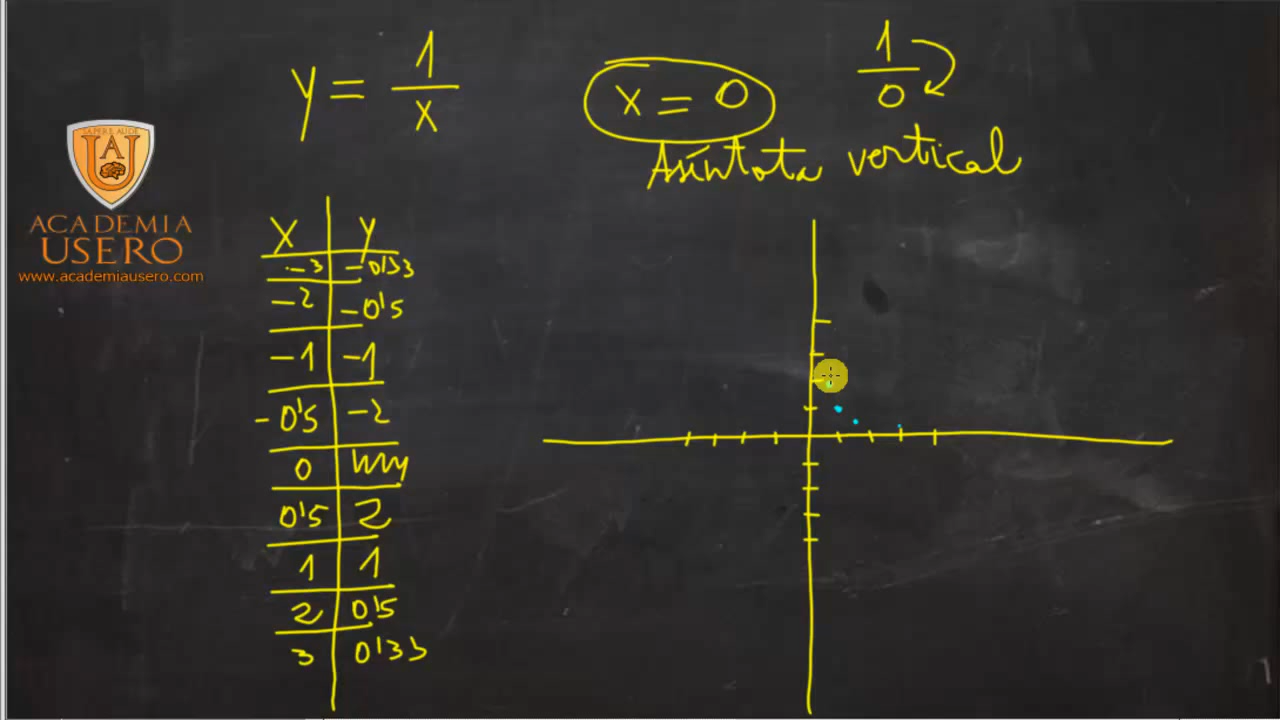 y = 1/x
x = 0
1/0
Asíntota vertical
SAPERE AUDE
UAI
ACADEMIA
USERO
www.academiausero.com
x y
-3 -0'33
-2 -0'5
-1 -1
-0'5 -2
0
0'5 2
1 1
2 0'5
3 0'33